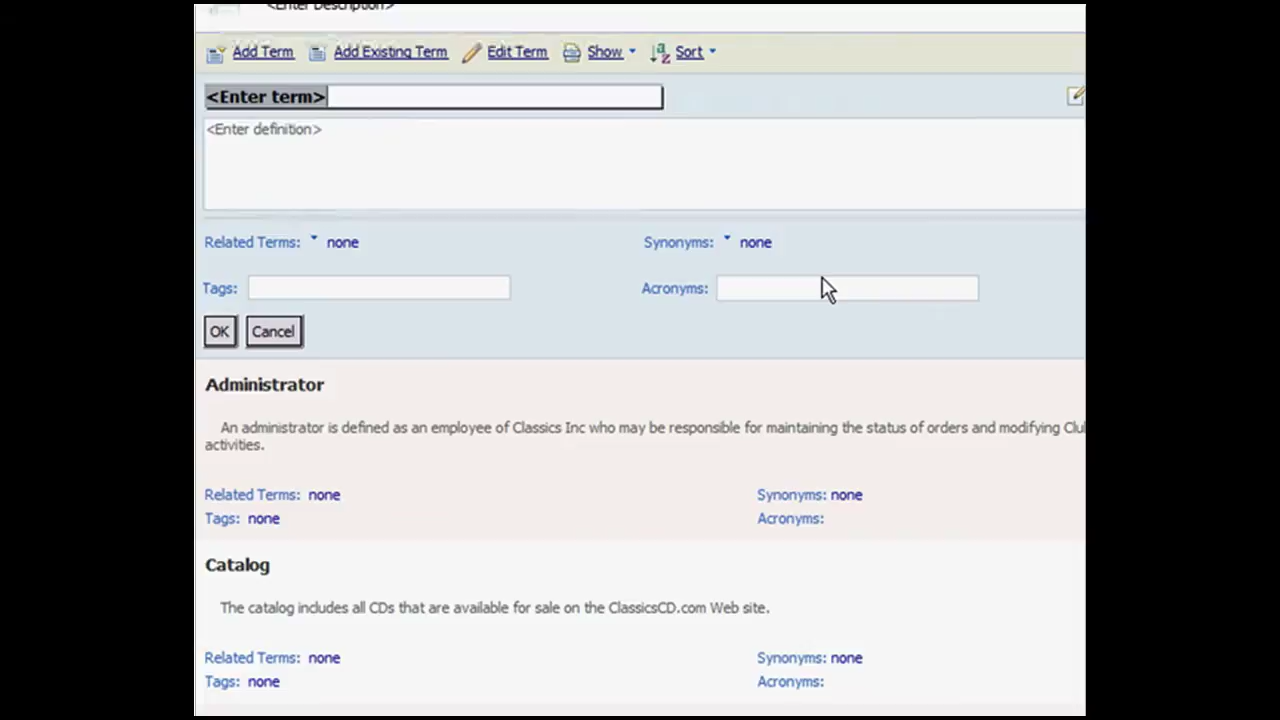 <Enter Description>
Add Term Add Existing Term Edit Term Show Sort
<Enter term>
<Enter definition>
Related Terms: none Synonyms: none
Tags: Acronyms:
OK Cancel
Administrator
An administrator is defined as an employee of Classics Inc who may be responsible for maintaining the status of orders and modifying Clu
activities.
Related Terms: none Synonyms: none
Tags: none Acronyms:
Catalog
The catalog includes all CDs that are available for sale on the ClassicsCD.com Web site.
Related Terms: none Synonyms: none
Tags: none Acronyms: